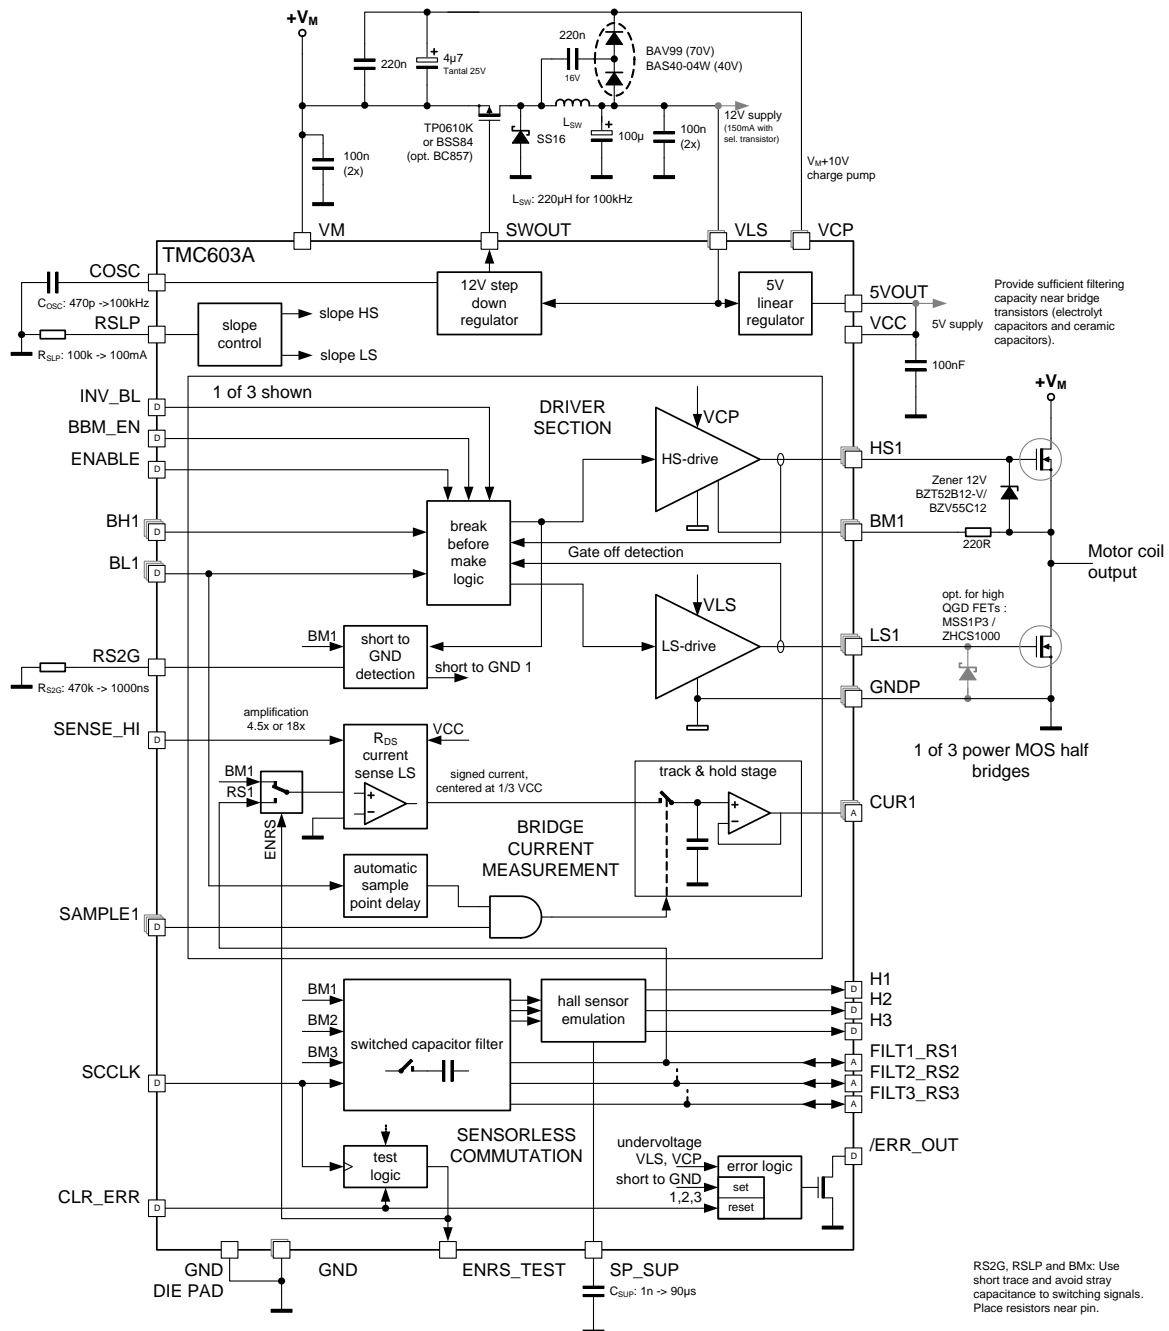 +VM
220n
4µ7
Tantal 25V
220n
16V
BAV99 (70V)
BAS40-04W (40V)
TP0610K
or BSS84
(opt. BC857)
SS16
LSW
100µ
100n
(2x)
12V supply
(150mA with
sel. transistor)
100n
(2x)
LSW: 220µH for 100kHz
VM+10V
charge pump
VM
SWOUT
VLS
VCP
TMC603A
COSC
COSC: 470p ->100kHz
RSLP
RSLP: 100k -> 100mA
slope
control
slope HS
slope LS
12V step
down
regulator
5V
linear
regulator
5VOUT
VCC
5V supply
100nF
Provide sufficient filtering
capacity near bridge
transistors (electrolyt
capacitors and ceramic
capacitors).
1 of 3 shown
DRIVER
SECTION
INV_BL
D
BBM_EN
D
ENABLE
D
BH1
D
BL1
D
break
before
make
logic
VCP
HS-drive
Gate off detection
VLS
LS-drive
+VM
HS1
Zener 12V
BZT52B12-V/
BZV55C12
BM1
220R
Motor coil
output
opt. for high
QGD FETs :
MSS1P3 /
ZHCS1000
LS1
GNDP
1 of 3 power MOS half
bridges
RS2G
RS2G: 470k -> 1000ns
BM1
short to
GND
detection
short to GND 1
SENSE_HI
D
amplification
4.5x or 18x
RDS
current
sense LS
+
−
VCC
BM1
RS1
ENRS
signed current,
centered at 1/3 VCC
track & hold stage
+
−
CUR1
A
BRIDGE
CURRENT
MEASUREMENT
automatic
sample
point delay
SAMPLE1
D
BM1
BM2
BM3
switched capacitor filter
hall sensor
emulation
H1
D
H2
D
H3
D
FILT1_RS1
A
FILT2_RS2
A
FILT3_RS3
A
SCCLK
D
SENSORLESS
COMMUTATION
test
logic
CLR_ERR
D
undervoltage
VLS, VCP
short to GND
1,2,3
error logic
set
reset
/ERR_OUT
D
GND
DIE PAD
GND
ENRS_TEST
SP_SUP
CSUP: 1n -> 90µs
RS2G, RSLP and BMx: Use
short trace and avoid stray
capacitance to switching signals.
Place resistors near pin.